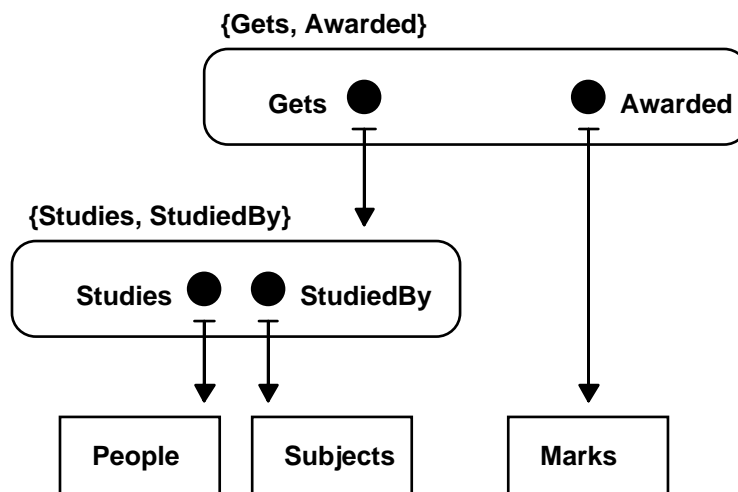 {Gets, Awarded}
Gets Awarded
{Studies, StudiedBy}
Studies StudiedBy
People Subjects Marks